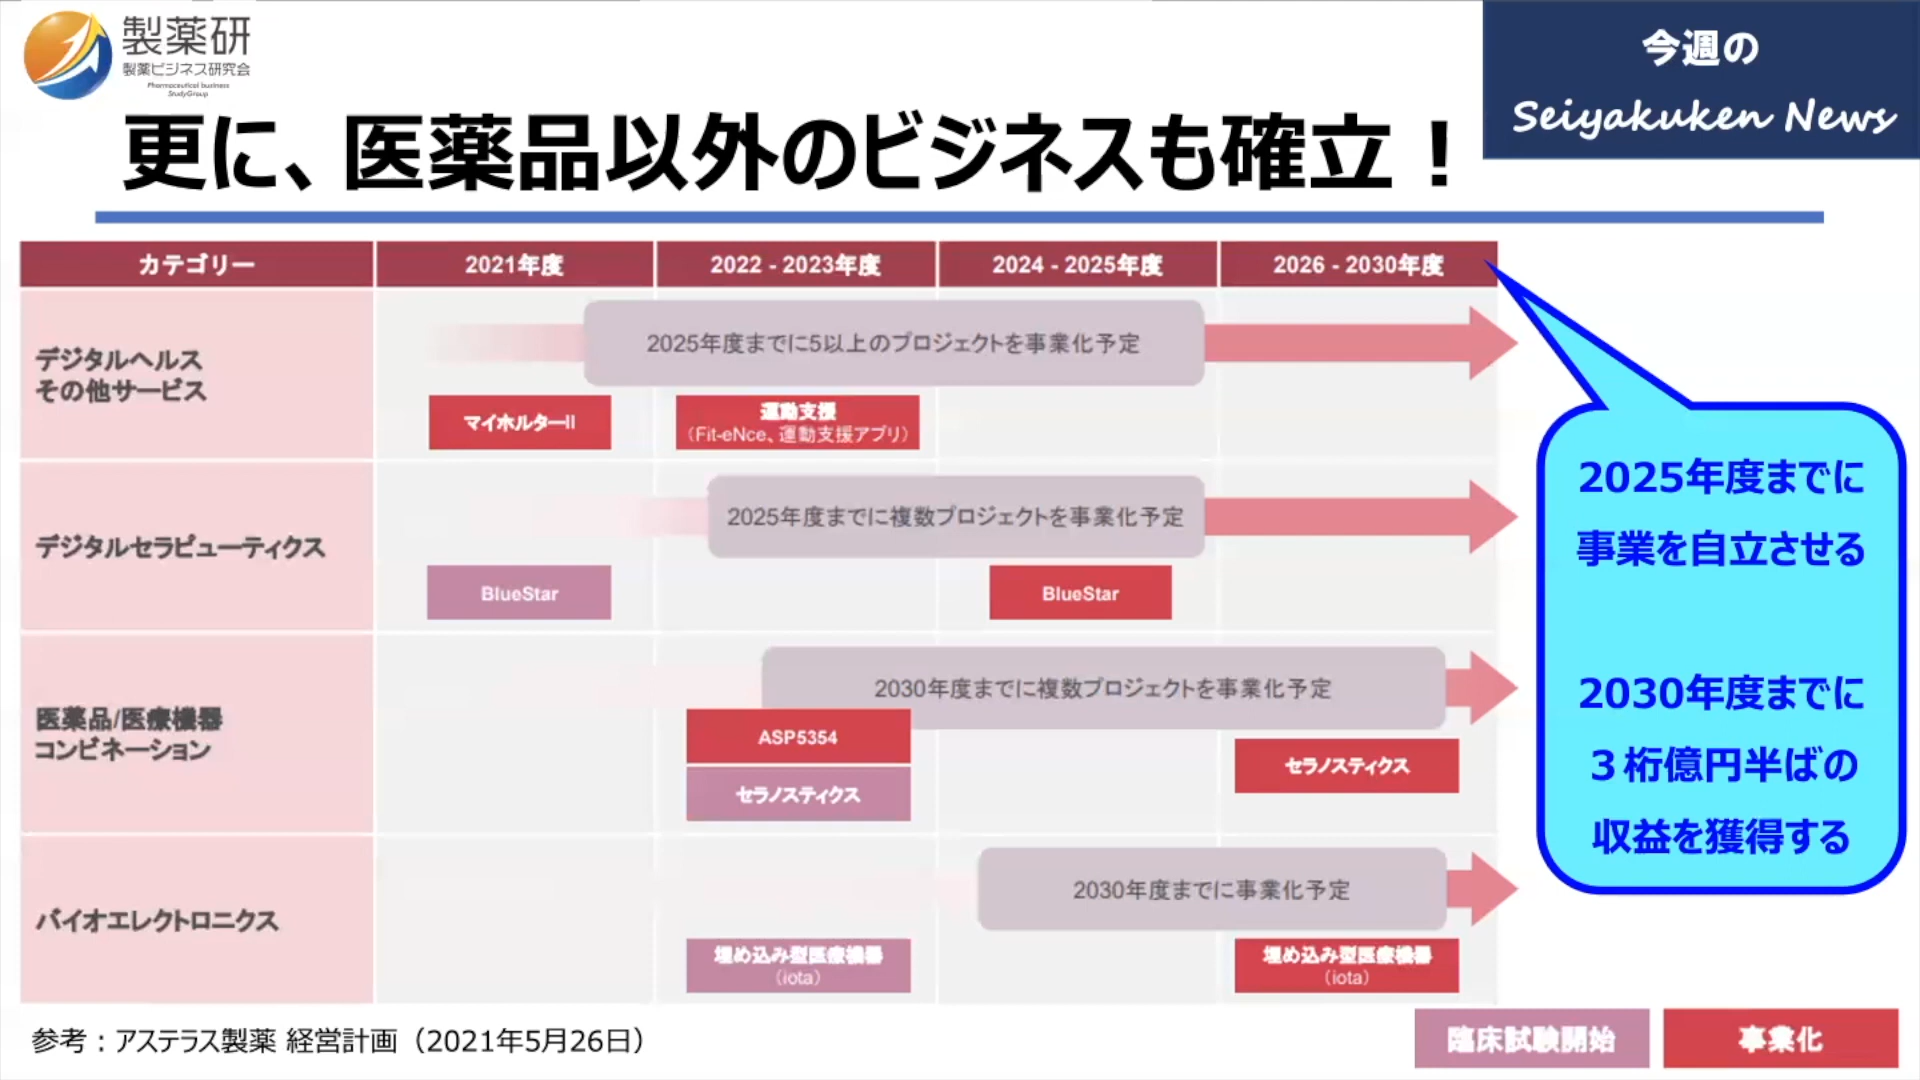 製薬研
製薬ビジネス研究会
Pharmaceutical business
StudyGroup
今週の
Seiyakuken News
更に、医薬品以外のビジネスも確立！
カテゴリー
2021年度
2022 - 2023年度
2024 - 2025年度
2026 - 2030年度
デジタルヘルス
その他サービス
2025年度までに5以上のプロジェクトを事業化予定
マイホルターII
運動支援
（Fit-eNce、運動支援アプリ）
デジタルセラピューティクス
2025年度までに複数プロジェクトを事業化予定
BlueStar
BlueStar
医薬品/医療機器
コンビネーション
2030年度までに複数プロジェクトを事業化予定
ASP5354
セラノスティクス
セラノスティクス
バイオエレクトロニクス
2030年度までに事業化予定
埋め込み型医療機器
（iota）
埋め込み型医療機器
（iota）
2025年度までに
事業を自立させる
2030年度までに
３桁億円半ばの
収益を獲得する
参考：アステラス製薬 経営計画（2021年5月26日）
臨床試験開始
事業化